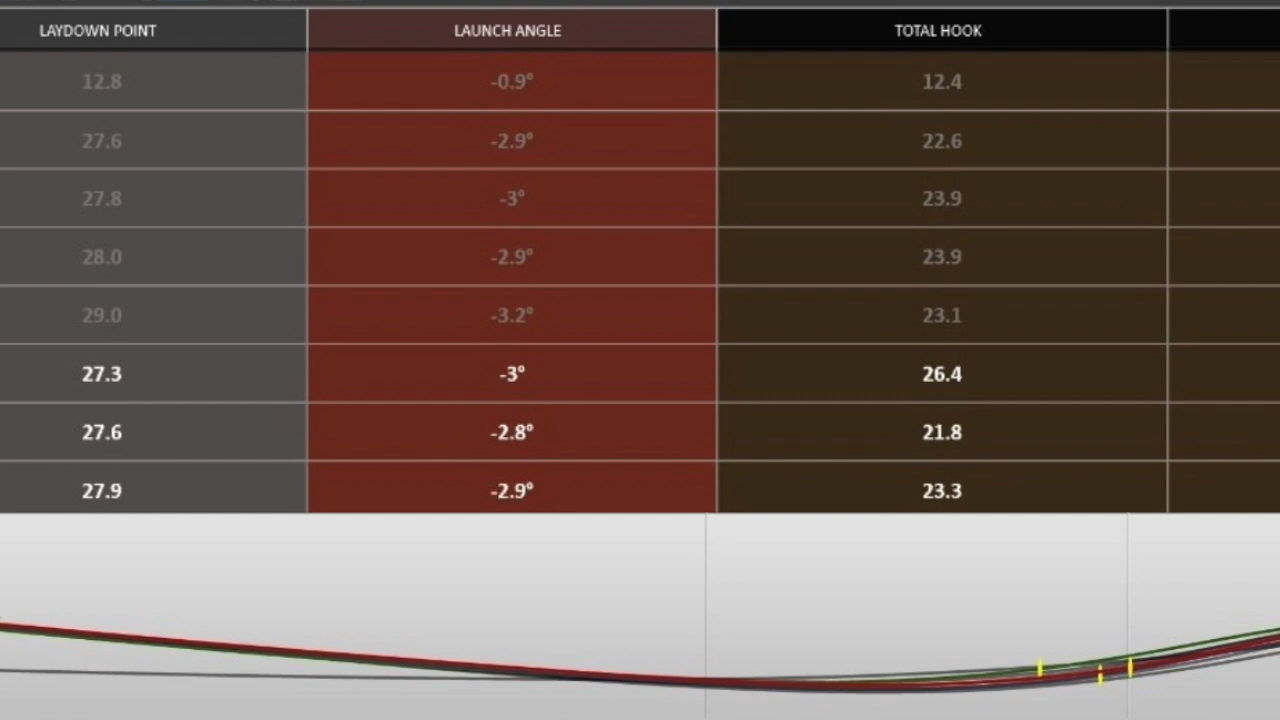 LAYDOWN POINT LAUNCH ANGLE TOTAL HOOK
12.8 -0.9° 12.4
27.6 -2.9° 22.6
27.8 -3° 23.9
28.0 -2.9° 23.9
29.0 -3.2° 23.1
27.3 -3° 26.4
27.6 -2.8° 21.8
27.9 -2.9° 23.3